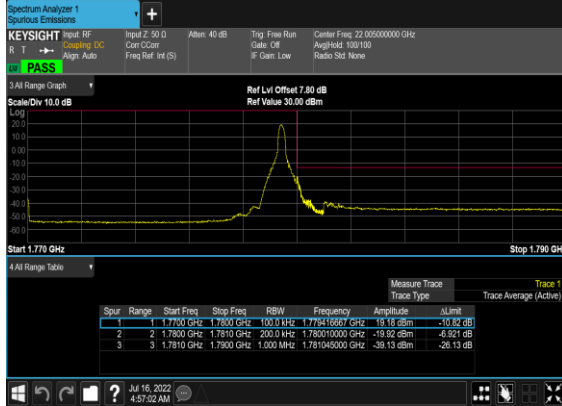 Spectrum Analyzer 1
Spurious Emissions
+
KEYSIGHT Input: RF Input Z: 50 Ω Atten: 40 dB Trig: Free Run Center Freq: 22.005000000 GHz
R T Coupling: DC Corr CCorr Gate: Off Avg|Hold: 100/100
Align: Auto Freq Ref: Int (S) IF Gain: Low Radio Std: None
PASS
3 All Range Graph
Ref Lvl Offset 7.80 dB
Scale/Div 10.0 dB Ref Value 30.00 dBm
Log
20.0
10.0
0.00
-10.0
-20.0
-30.0
-40.0
-50.0
-60.0
Start 1.770 GHz Stop 1.790 GHz
4 All Range Table
Measure Trace Trace 1
Trace Type Trace Average (Active)
Spur Range Start Freq Stop Freq RBW Frequency Amplitude ΔLimit
1 1 1.7700 GHz 1.7800 GHz 100.0 kHz 1.779416667 GHz 19.18 dBm -10.82 dB
2 2 1.7800 GHz 1.7810 GHz 200.0 kHz 1.780010000 GHz -19.92 dBm -6.921 dB
3 3 1.7810 GHz 1.7900 GHz 1.000 MHz 1.781045000 GHz -39.13 dBm -26.13 dB
? Jul 16, 2022
4:57:02 AM